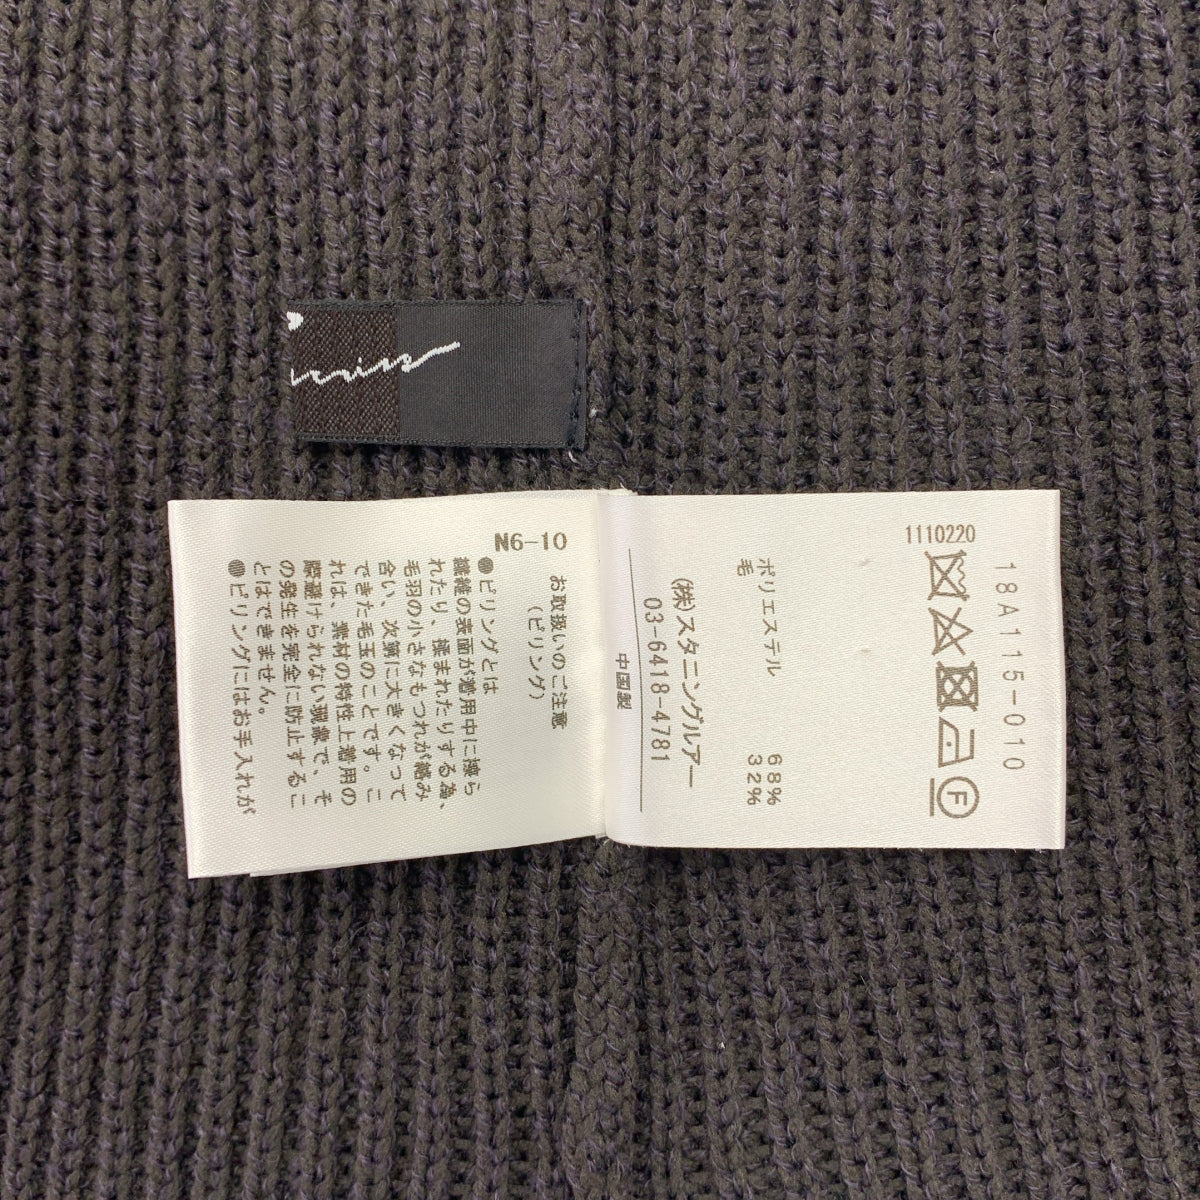 N6-10
お取扱いのご注意
(ピリング)
●ピリングとは
繊維の表面が着用中に擦ら
れたり、揉まれたりする為、
毛羽の小さなもつれが絡み
合い、次第に大きくなって
できた毛玉のことです。こ
れは、素材の特性上着用の
際避けられない現象で、そ
の発生を完全に防止するこ
とはできません。
●ピリングにはお手入れが
18A115-010
1110220
F
ポリエステル 68%
毛 32%
(株)スタニングルアー
03-6418-4781
中国製